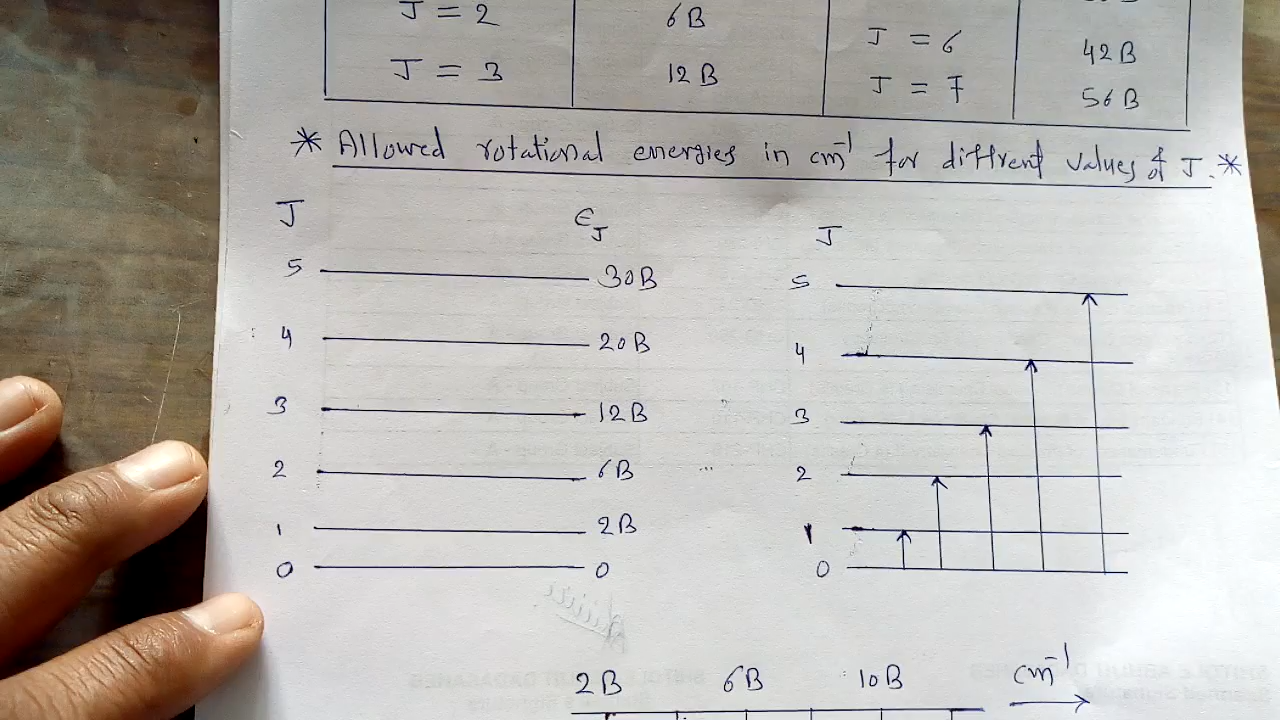 J = 2 6B
J = 6 42B
J = 3 12B
J = 7 56B
* Allowed rotational energies in cm⁻¹ for diffrent values of J. *
J ϵJ J
5 30B 5
4 20B 4
3 12B 3
2 6B 2
1 2B 1
0 0 0
2B 6B 10B cm⁻¹